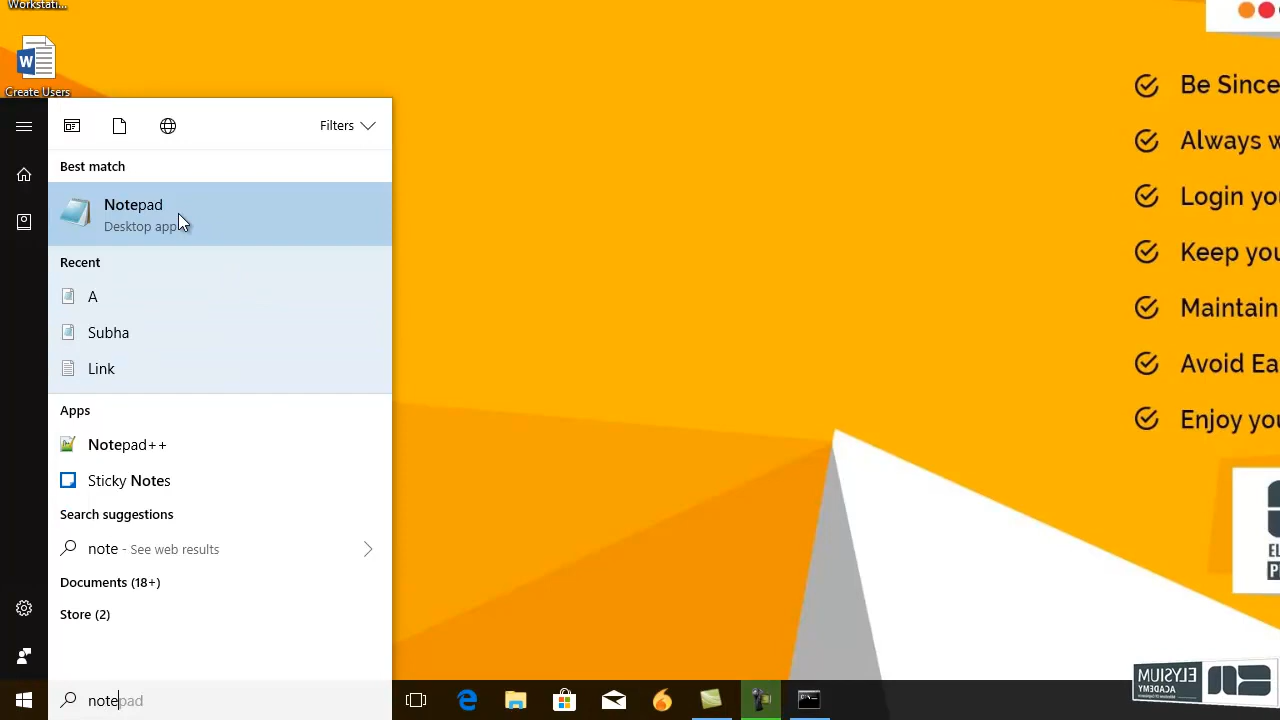 Workstati...
Create Users
Filters
Best match
Notepad
Desktop app
Recent
A
Subha
Link
Apps
Notepad++
Sticky Notes
Search suggestions
note - See web results
Documents (18+)
Store (2)
notepad
Be Since
Always w
Login you
Keep you
Maintain
Avoid Ea
Enjoy you
EL
P
ELYSIUM
ACADEMY